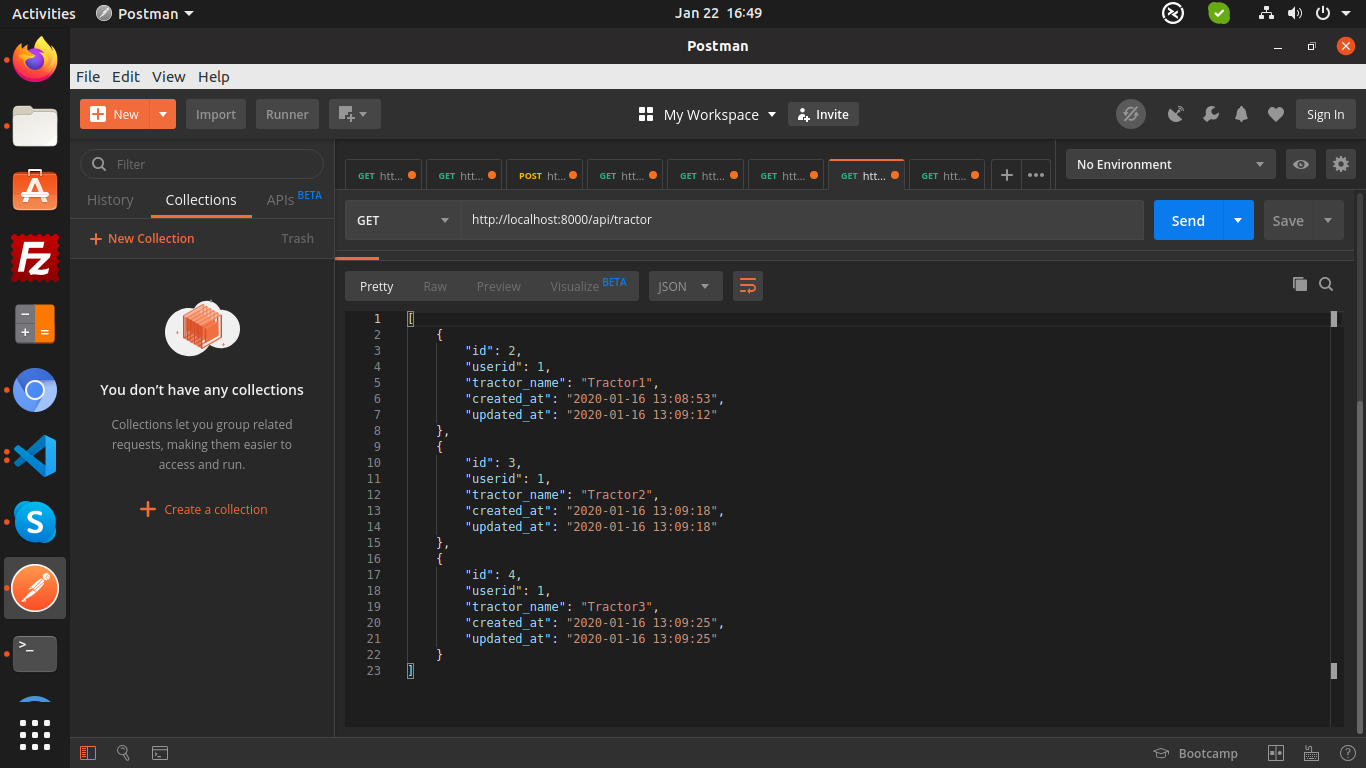 Activities Postman Jan 22 16:49
Postman
File Edit View Help
New Import Runner My Workspace Invite Sign In
Filter
History Collections APIs BETA
New Collection Trash
You don't have any collections
Collections let you group related
requests, making them easier to
access and run.
Create a collection
GET htt... GET htt... POST ht... GET htt... GET htt... GET htt... GET htt... GET htt... No Environment
GET http://localhost:8000/api/tractor Send Save
Pretty Raw Preview Visualize BETA JSON
1 [
2 {
3 "id": 2,
4 "userid": 1,
5 "tractor_name": "Tractor1",
6 "created_at": "2020-01-16 13:08:53",
7 "updated_at": "2020-01-16 13:09:12"
8 },
9 {
10 "id": 3,
11 "userid": 1,
12 "tractor_name": "Tractor2",
13 "created_at": "2020-01-16 13:09:18",
14 "updated_at": "2020-01-16 13:09:18"
15 },
16 {
17 "id": 4,
18 "userid": 1,
19 "tractor_name": "Tractor3",
20 "created_at": "2020-01-16 13:09:25",
21 "updated_at": "2020-01-16 13:09:25"
22 }
23 ]
Bootcamp